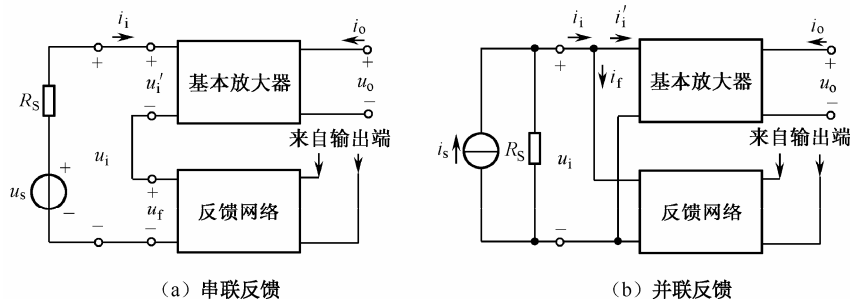 i_i
i_o
+
+
+
R_S
u_i′
基本放大器
u_o
−
−
来自输出端
u_i
+
+
u_s
−
u_f
反馈网络
−
−
（a）串联反馈
i_i
i_i′
i_o
+
+
i_f
基本放大器
u_o
−
来自输出端
i_s
R_S
u_i
反馈网络
−
（b）并联反馈